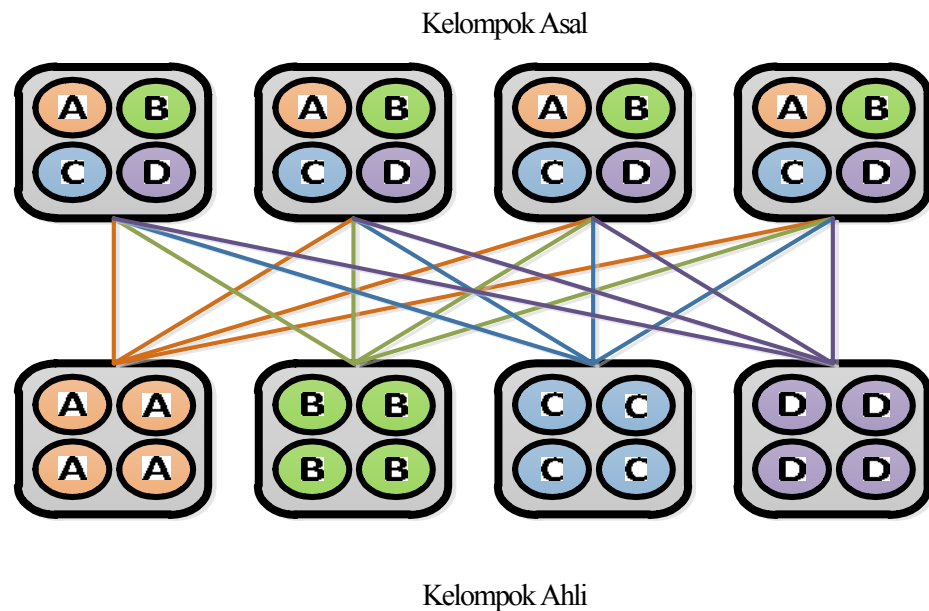 Kelompok Asal
A B A B A B A B
C D C D C D C D
A A B B C C D D
A A B B C C D D
Kelompok Ahli